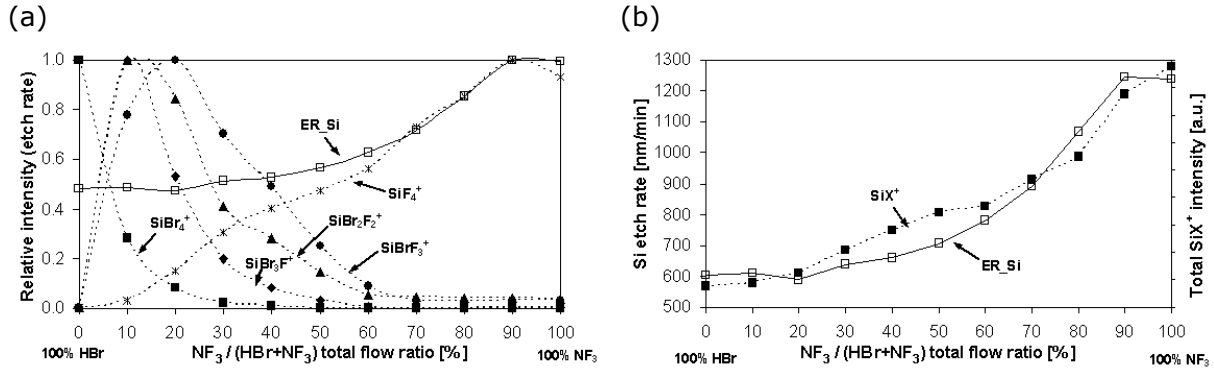 (a)
Relative intensity (etch rate)
1.0
0.8
0.6
0.4
0.2
0.0
ER_Si
SiF₄⁺
SiBr₄⁺
SiBr₂F₂⁺
SiBrF₃⁺
SiBr₃F⁺
0 10 20 30 40 50 60 70 80 90 100
100% HBr NF₃ / (HBr+NF₃) total flow ratio [%] 100% NF₃
(b)
Si etch rate [nm/min]
1300
1200
1100
1000
900
800
700
600
500
SiX⁺
ER_Si
Total SiX⁺ intensity [a.u.]
0 10 20 30 40 50 60 70 80 90 100
100% HBr NF₃ / (HBr+NF₃) total flow ratio [%] 100% NF₃